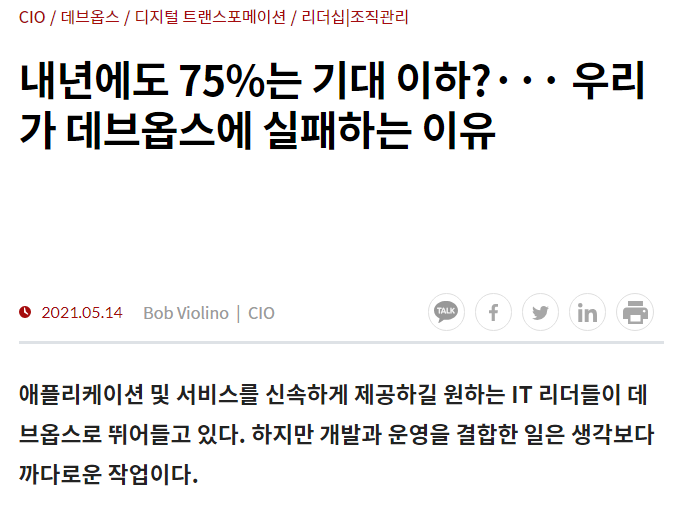 CIO / 데브옵스 / 디지털 트랜스포메이션 / 리더십|조직관리
내년에도 75%는 기대 이하?··· 우리
가 데브옵스에 실패하는 이유
2021.05.14 Bob Violino | CIO
TALK
f
in
애플리케이션 및 서비스를 신속하게 제공하길 원하는 IT 리더들이 데
브옵스로 뛰어들고 있다. 하지만 개발과 운영을 결합한 일은 생각보다
까다로운 작업이다.